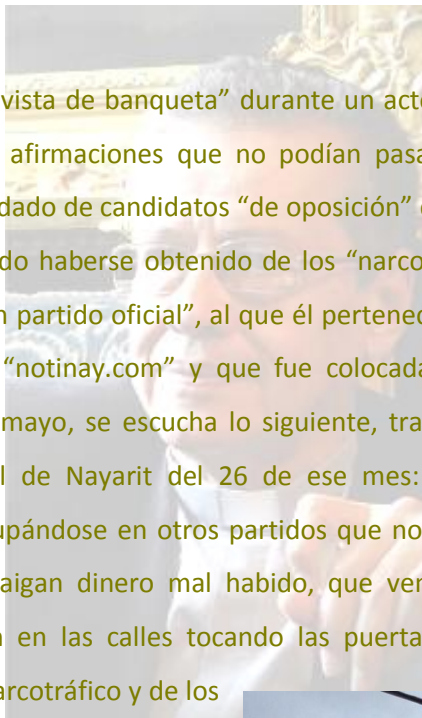 vista de banqueta” durante un act
afirmaciones que no podían pasa
dado de candidatos “de oposición”
do haberse obtenido de los “narco
partido oficial”, al que él pertenec
“notinay.com” y que fue colocada
mayo, se escucha lo siguiente, tra
l de Nayarit del 26 de ese mes:
upándose en otros partidos que no
aigan dinero mal habido, que ven
en las calles tocando las puerta
arcotráfico y de los